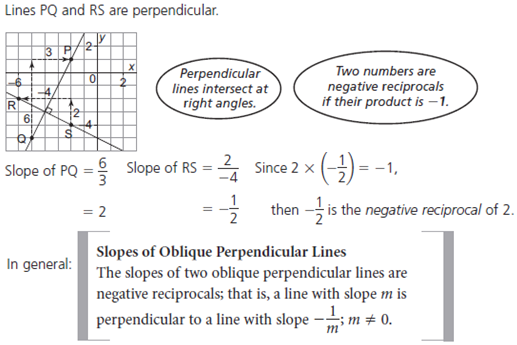 Lines PQ and RS are perpendicular.
y
3 P 2
x
-6 0 2
-4
R
6 2
-4
Q S
Perpendicular
lines intersect at
right angles.
Two numbers are
negative reciprocals
if their product is −1.
Slope of PQ = 6/3 Slope of RS = 2/−4 Since 2 × (−1/2) = −1,
= 2 = −1/2 then −1/2 is the negative reciprocal of 2.
In general:
Slopes of Oblique Perpendicular Lines
The slopes of two oblique perpendicular lines are
negative reciprocals; that is, a line with slope m is
perpendicular to a line with slope −1/m; m ≠ 0.